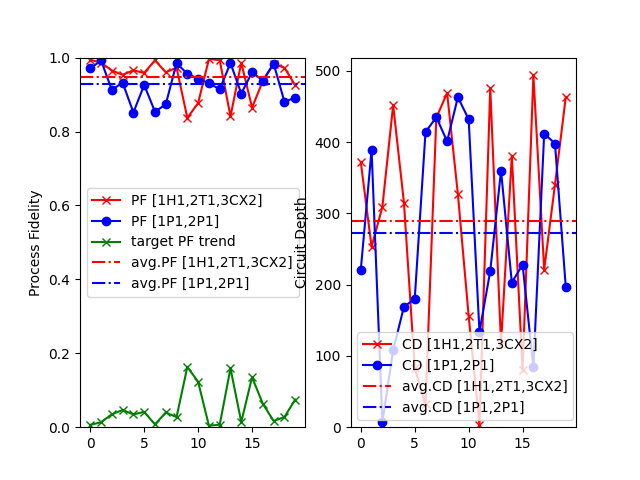 1.0
0.8
0.6
0.4
0.2
0.0
Process Fidelity
PF [1H1,2T1,3CX2]
PF [1P1,2P1]
target PF trend
avg.PF [1H1,2T1,3CX2]
avg.PF [1P1,2P1]
0 5 10 15
500
400
300
200
100
0
Circuit Depth
CD [1H1,2T1,3CX2]
CD [1P1,2P1]
avg.CD [1H1,2T1,3CX2]
avg.CD [1P1,2P1]
0 5 10 15